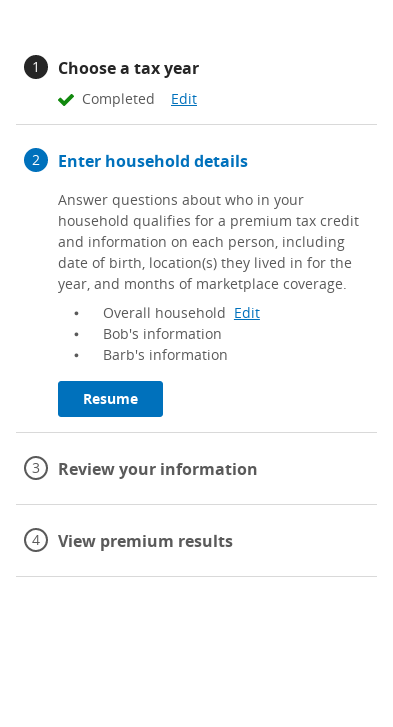 1 Choose a tax year
Completed Edit
2 Enter household details
Answer questions about who in your
household qualifies for a premium tax credit
and information on each person, including
date of birth, location(s) they lived in for the
year, and months of marketplace coverage.
• Overall household Edit
• Bob's information
• Barb's information
Resume
3 Review your information
4 View premium results